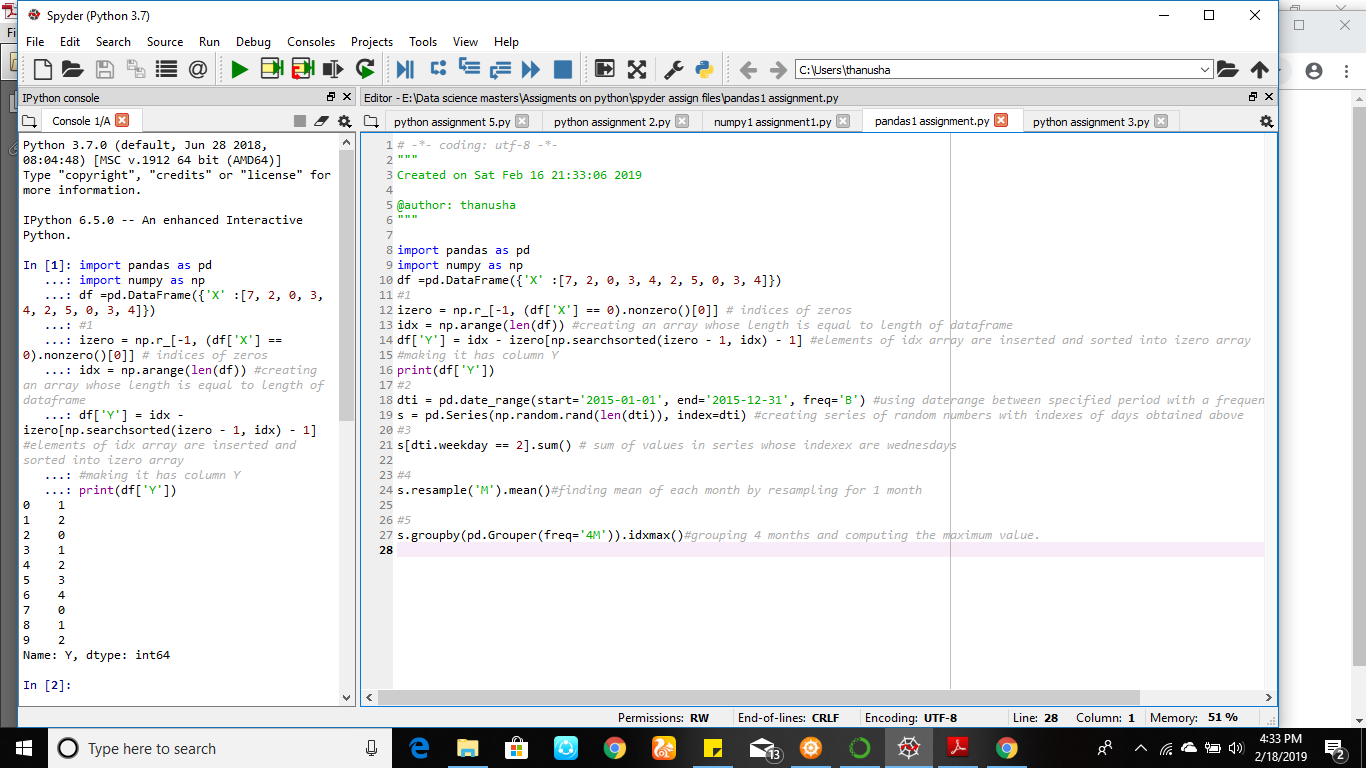 Spyder (Python 3.7)
File Edit Search Source Run Debug Consoles Projects Tools View Help
C:\Users\thanusha
IPython console
Editor - E:\Data science masters\Assigments on python\spyder assign files\pandas1 assignment.py
Console 1/A
python assignment 5.py python assignment 2.py numpy1 assignment1.py pandas1 assignment.py python assignment 3.py
Python 3.7.0 (default, Jun 28 2018,
08:04:48) [MSC v.1912 64 bit (AMD64)]
Type "copyright", "credits" or "license" for
more information.
IPython 6.5.0 -- An enhanced Interactive
Python.
In [1]: import pandas as pd
...: import numpy as np
...: df =pd.DataFrame({'X' :[7, 2, 0, 3,
4, 2, 5, 0, 3, 4]})
...: #1
...: izero = np.r_[-1, (df['X'] ==
0).nonzero()[0]] # indices of zeros
...: idx = np.arange(len(df)) #creating
an array whose length is equal to length of
dataframe
...: df['Y'] = idx -
izero[np.searchsorted(izero - 1, idx) - 1]
#elements of idx array are inserted and
sorted into izero array
...: #making it has column Y
...: print(df['Y'])
0 1
1 2
2 0
3 1
4 2
5 3
6 4
7 0
8 1
9 2
Name: Y, dtype: int64
In [2]:
1 # -*- coding: utf-8 -*-
2 """
3 Created on Sat Feb 16 21:33:06 2019
4
5 @author: thanusha
6 """
7
8 import pandas as pd
9 import numpy as np
10 df =pd.DataFrame({'X' :[7, 2, 0, 3, 4, 2, 5, 0, 3, 4]})
11 #1
12 izero = np.r_[-1, (df['X'] == 0).nonzero()[0]] # indices of zeros
13 idx = np.arange(len(df)) #creating an array whose length is equal to length of dataframe
14 df['Y'] = idx - izero[np.searchsorted(izero - 1, idx) - 1] #elements of idx array are inserted and sorted into izero array
15 #making it has column Y
16 print(df['Y'])
17 #2
18 dti = pd.date_range(start='2015-01-01', end='2015-12-31', freq='B') #using daterange between specified period with a frequen
19 s = pd.Series(np.random.rand(len(dti)), index=dti) #creating series of random numbers with indexes of days obtained above
20 #3
21 s[dti.weekday == 2].sum() # sum of values in series whose indexex are wednesdays
22
23 #4
24 s.resample('M').mean()#finding mean of each month by resampling for 1 month
25
26 #5
27 s.groupby(pd.Grouper(freq='4M')).idxmax()#grouping 4 months and computing the maximum value.
28
Permissions: RW End-of-lines: CRLF Encoding: UTF-8 Line: 28 Column: 1 Memory: 51 %
Type here to search
13
4:33 PM
2/18/2019
2
Fi